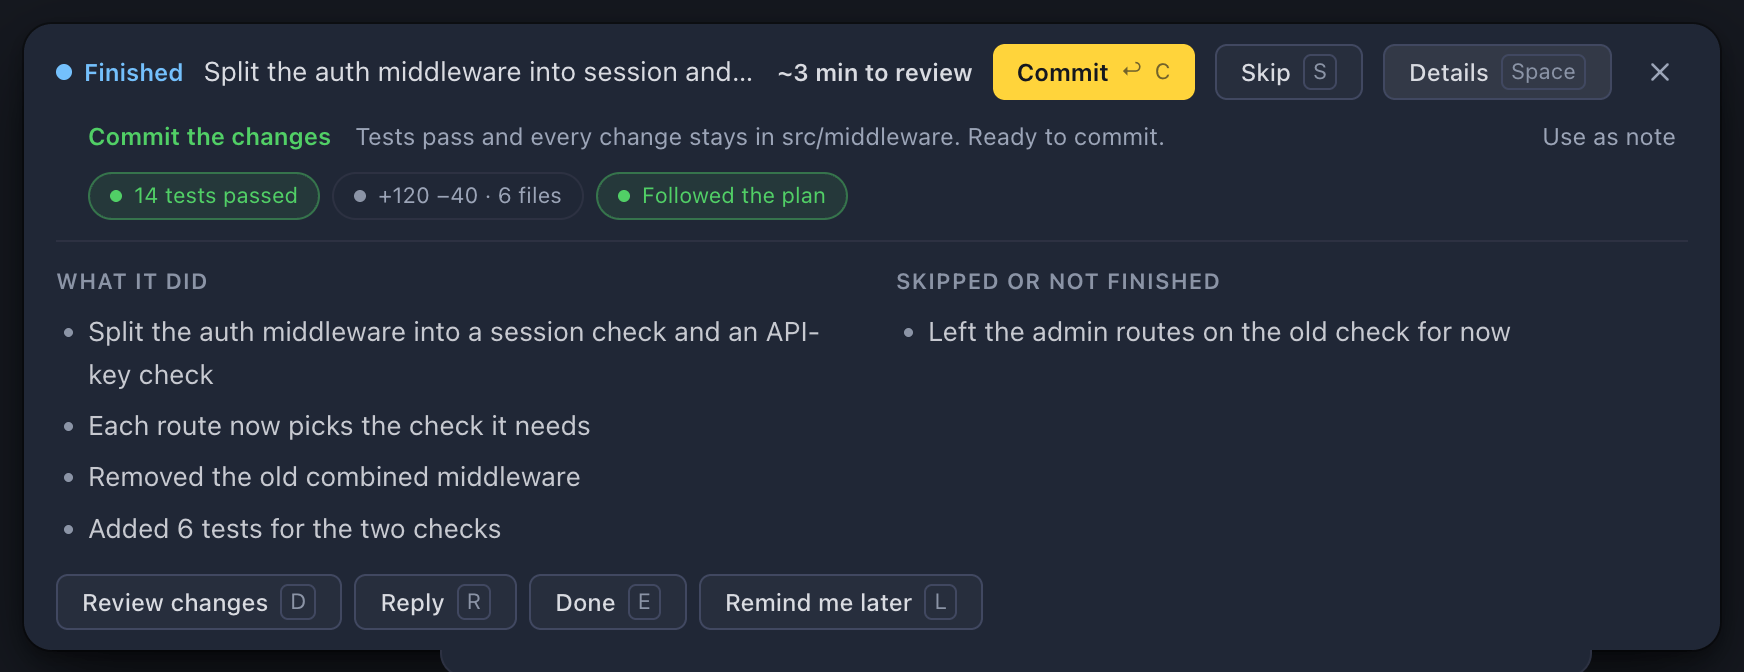 Finished Split the auth middleware into session and... ~3 min to review Commit ↩ C Skip S Details Space ×
Commit the changes Tests pass and every change stays in src/middleware. Ready to commit. Use as note
14 tests passed +120 −40 · 6 files Followed the plan
WHAT IT DID
• Split the auth middleware into a session check and an API-
key check
• Each route now picks the check it needs
• Removed the old combined middleware
• Added 6 tests for the two checks
SKIPPED OR NOT FINISHED
• Left the admin routes on the old check for now
Review changes D Reply R Done E Remind me later L